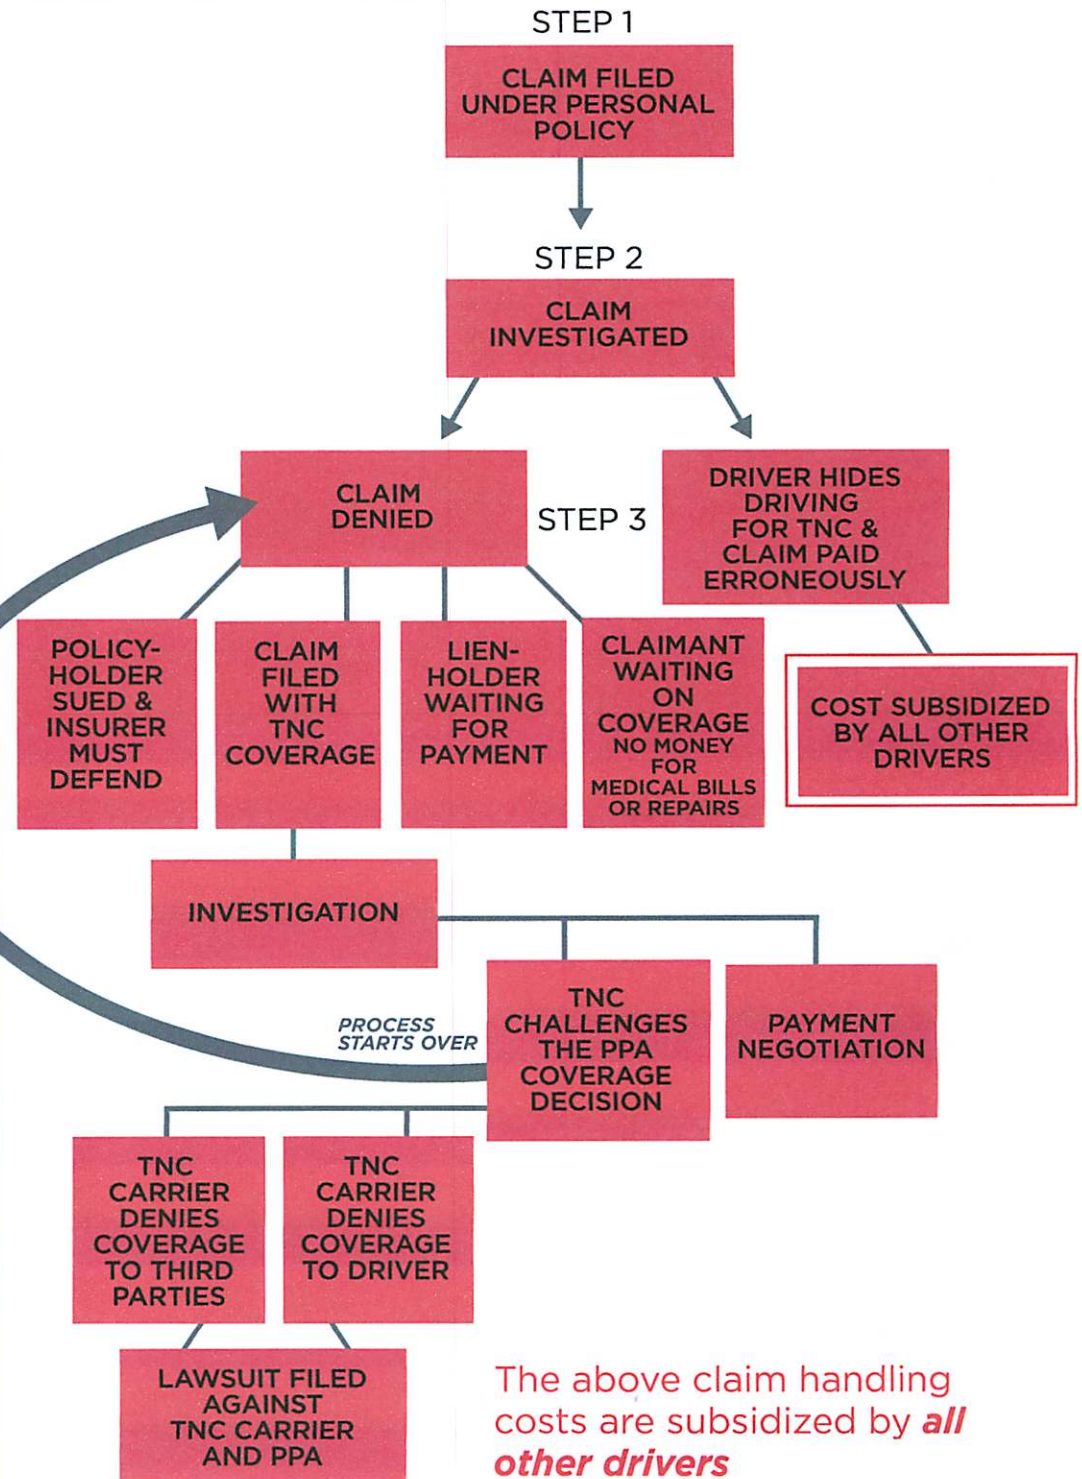 STEP 1
CLAIM FILED
UNDER PERSONAL
POLICY
STEP 2
CLAIM
INVESTIGATED
CLAIM
DENIED
STEP 3
DRIVER HIDES
DRIVING
FOR TNC &
CLAIM PAID
ERRONEOUSLY
POLICY-
HOLDER
SUED &
INSURER
MUST
DEFEND
CLAIM
FILED
WITH
TNC
COVERAGE
LIEN-
HOLDER
WAITING
FOR
PAYMENT
CLAIMANT
WAITING
ON
COVERAGE
NO MONEY
FOR
MEDICAL BILLS
OR REPAIRS
COST SUBSIDIZED
BY ALL OTHER
DRIVERS
INVESTIGATION
PROCESS
STARTS OVER
TNC
CHALLENGES
THE PPA
COVERAGE
DECISION
PAYMENT
NEGOTIATION
TNC
CARRIER
DENIES
COVERAGE
TO THIRD
PARTIES
TNC
CARRIER
DENIES
COVERAGE
TO DRIVER
LAWSUIT FILED
AGAINST
TNC CARRIER
AND PPA
The above claim handling
costs are subsidized by all
other drivers